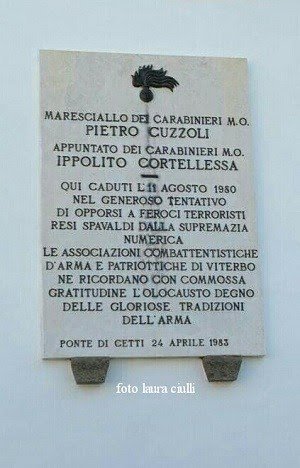 MARESCIALLO DEI CARABINIERI M.O.
PIETRO CUZZOLI
APPUNTATO DEI CARABINIERI M.O.
IPPOLITO CORTELLESSA
QUI CADUTI L'11 AGOSTO 1980
NEL GENEROSO TENTATIVO
DI OPPORSI A FEROCI TERRORISTI
RESI SPAVALDI DALLA SUPREMAZIA
NUMERICA
LE ASSOCIAZIONI COMBATTENTISTICHE
D'ARMA E PATRIOTTICHE DI VITERBO
NE RICORDANO CON COMMOSSA
GRATITUDINE L'OLOCAUSTO DEGNO
DELLE GLORIOSE TRADIZIONI
DELL'ARMA
PONTE DI CETTI 24 APRILE 1983
foto laura ciulli